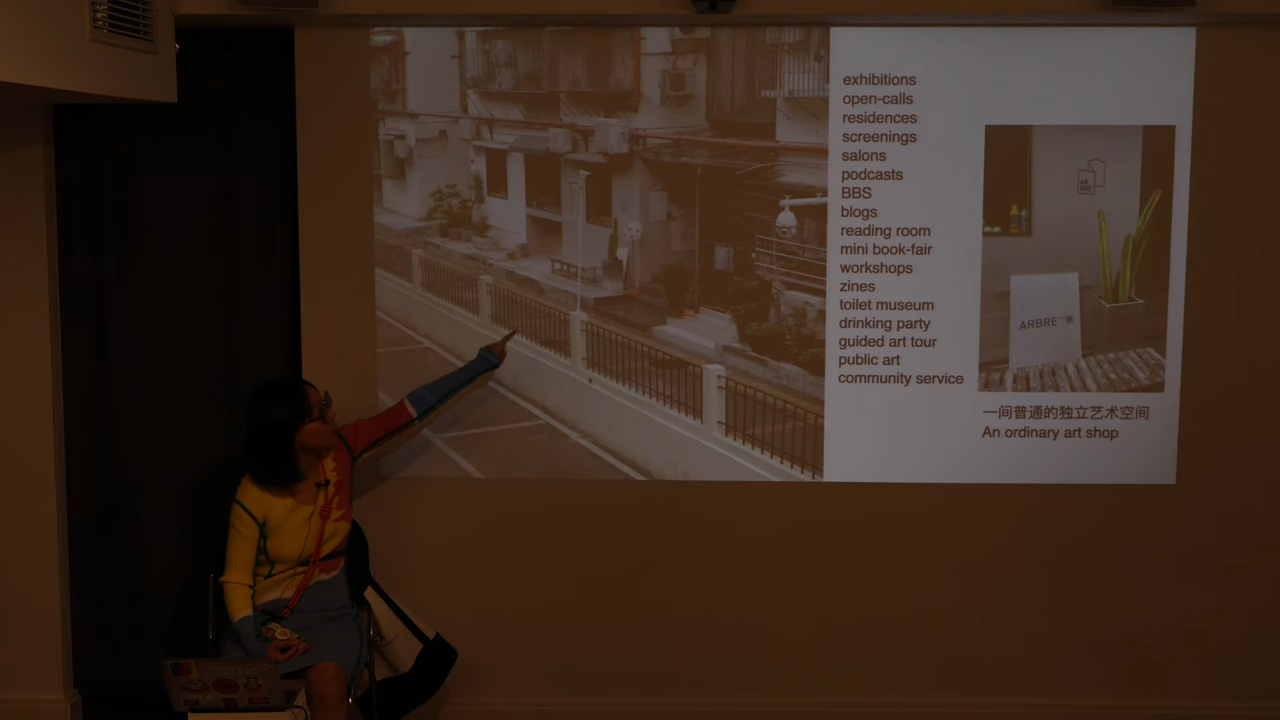 exhibitions
open-calls
residences
screenings
salons
podcasts
BBS
blogs
reading room
mini book-fair
workshops
zines
toilet museum
drinking party
guided art tour
public art
community service
ARBRE
一间普通的独立艺术空间
An ordinary art shop